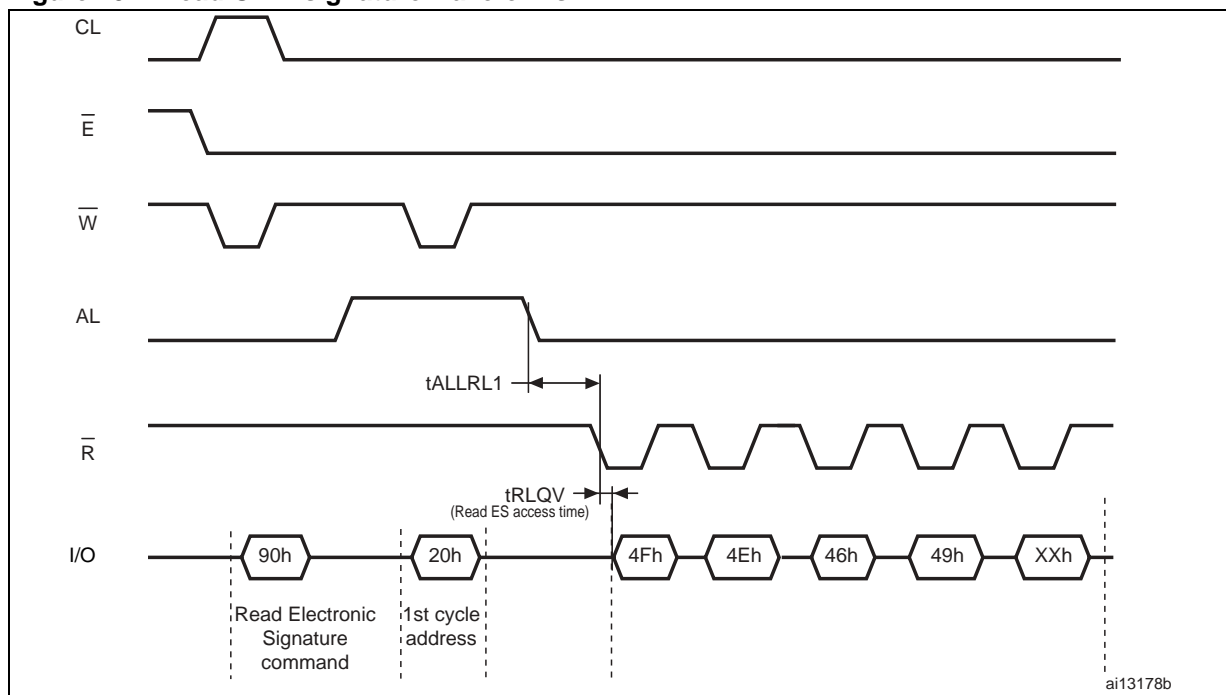 CL
E
W
AL
tALLRL1
R
tRLQV
(Read ES access time)
I/O
90h
20h
4Fh
4Eh
46h
49h
XXh
Read Electronic
Signature
command
1st cycle
address
ai13178b